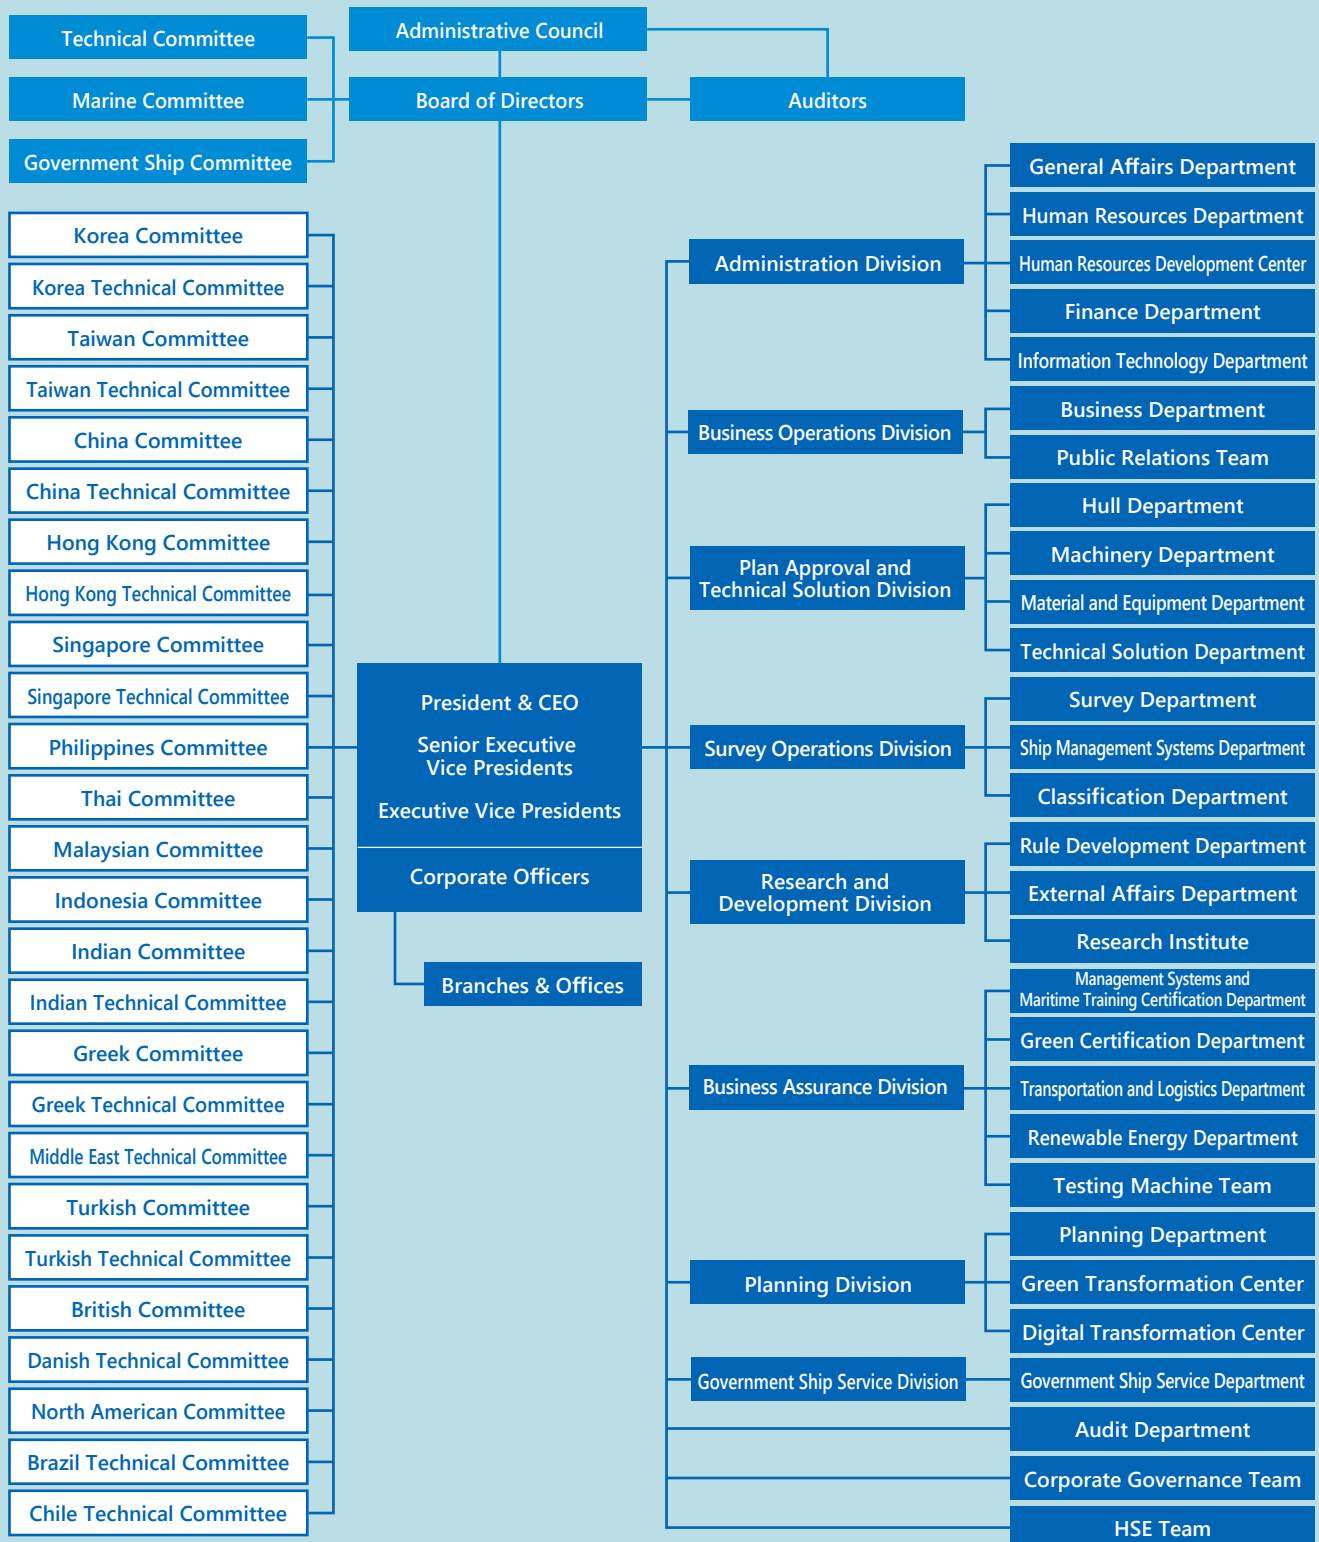 Technical Committee
Marine Committee
Government Ship Committee
Administrative Council
Board of Directors
Auditors
Korea Committee
Korea Technical Committee
Taiwan Committee
Taiwan Technical Committee
China Committee
China Technical Committee
Hong Kong Committee
Hong Kong Technical Committee
Singapore Committee
Singapore Technical Committee
Philippines Committee
Thai Committee
Malaysian Committee
Indonesia Committee
Indian Committee
Indian Technical Committee
Greek Committee
Greek Technical Committee
Middle East Technical Committee
Turkish Committee
Turkish Technical Committee
British Committee
Danish Technical Committee
North American Committee
Brazil Technical Committee
Chile Technical Committee
President & CEO
Senior Executive
Vice Presidents
Executive Vice Presidents
Corporate Officers
Branches & Offices
Administration Division
General Affairs Department
Human Resources Department
Human Resources Development Center
Finance Department
Information Technology Department
Business Operations Division
Business Department
Public Relations Team
Plan Approval and
Technical Solution Division
Hull Department
Machinery Department
Material and Equipment Department
Technical Solution Department
Survey Operations Division
Survey Department
Ship Management Systems Department
Classification Department
Research and
Development Division
Rule Development Department
External Affairs Department
Research Institute
Business Assurance Division
Management Systems and
Maritime Training Certification Department
Green Certification Department
Transportation and Logistics Department
Renewable Energy Department
Testing Machine Team
Planning Division
Planning Department
Green Transformation Center
Digital Transformation Center
Government Ship Service Division
Government Ship Service Department
Audit Department
Corporate Governance Team
HSE Team